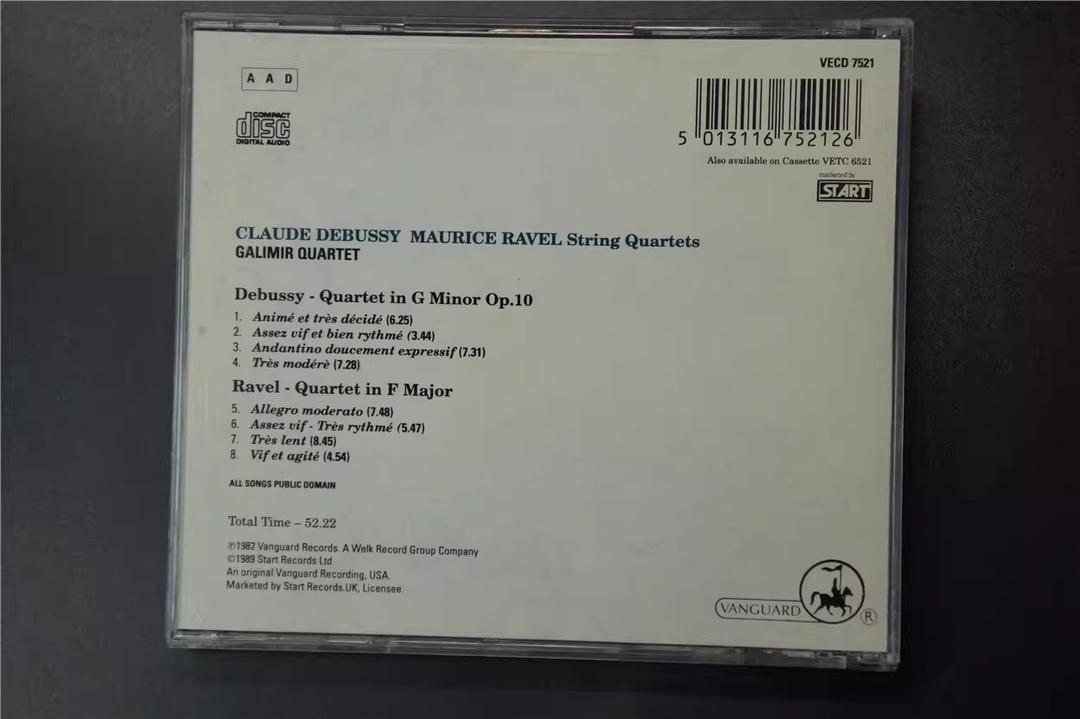 A A D
VECD 7521
COMPACT
disc
DIGITAL AUDIO
5 013116 752126
Also available on Cassette VETC 6521
marketed by
START
CLAUDE DEBUSSY MAURICE RAVEL String Quartets
GALIMIR QUARTET
Debussy - Quartet in G Minor Op.10
1. Animé et très décidé (6.25)
2. Assez vif et bien rythmé (3.44)
3. Andantino doucement expressif (7.31)
4. Très modérè (7.28)
Ravel - Quartet in F Major
5. Allegro moderato (7.48)
6. Assez vif - Très rythmé (5.47)
7. Très lent (8.45)
8. Vif et agité (4.54)
ALL SONGS PUBLIC DOMAIN
Total Time – 52.22
℗1982 Vanguard Records. A Welk Record Group Company
©1989 Start Records Ltd
An original Vanguard Recording, USA.
Marketed by Start Records.UK, Licensee
VANGUARD ®